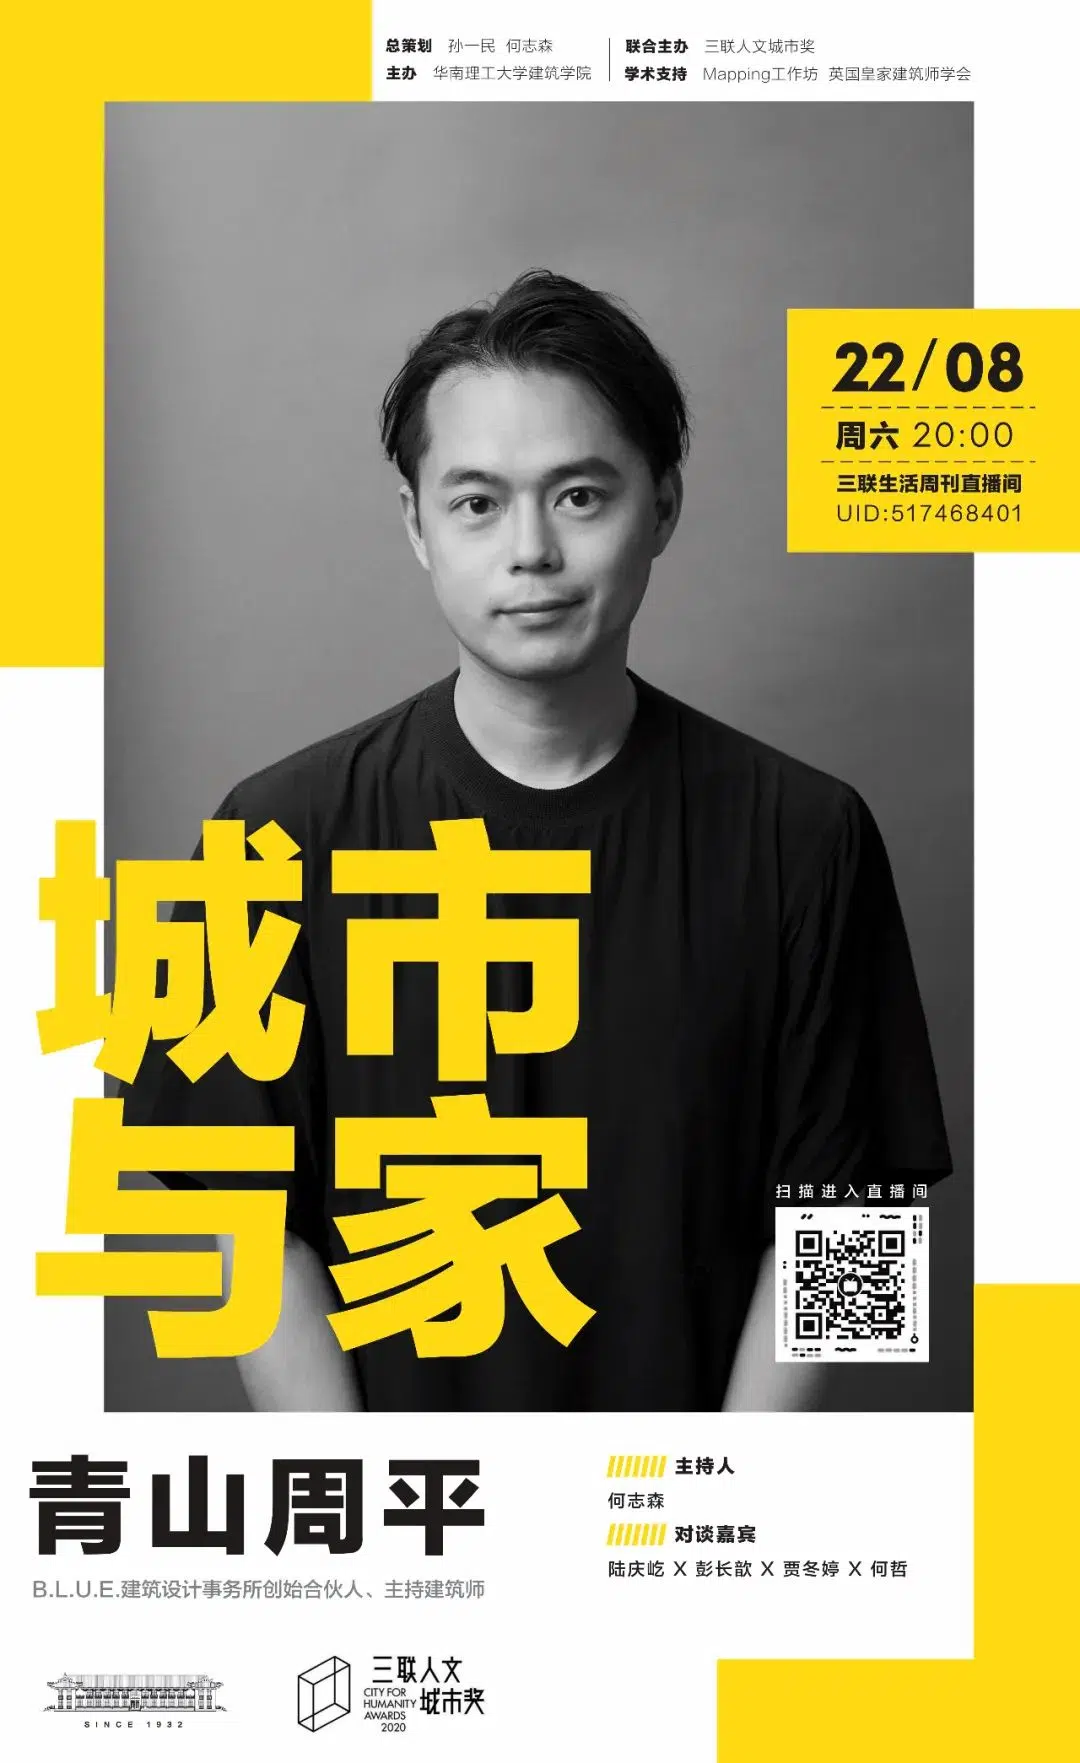 总策划 孙一民 何志森
主办 华南理工大学建筑学院
联合主办 三联人文城市奖
学术支持 Mapping工作坊 英国皇家建筑师学会
22/08
周六 20:00
三联生活周刊直播间
UID:517468401
城市
与家
扫描进入直播间
青山周平
B.L.U.E.建筑设计事务所创始合伙人、主持建筑师
主持人
何志森
对谈嘉宾
陆庆屹 X 彭长歆 X 贾冬婷 X 何哲
SINCE 1932
三联人文
城市奖
CITY FOR
HUMANITY
AWARDS
2020